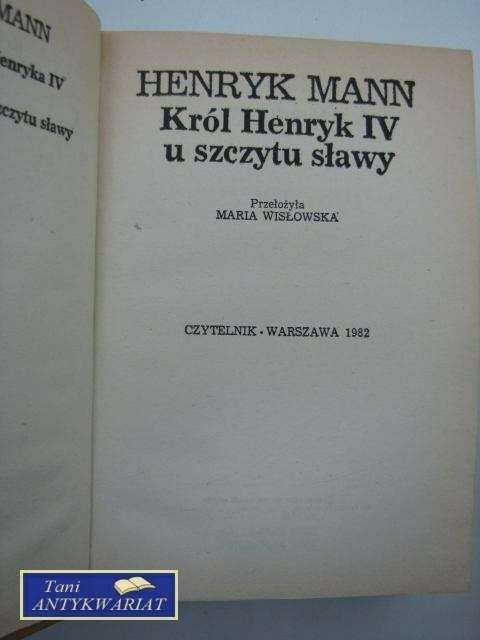 MANN
Henryka IV
szczytu sławy
HENRYK MANN
Król Henryk IV
u szczytu sławy
Przełożyła
MARIA WISŁOWSKA
CZYTELNIK · WARSZAWA 1982
Tani
ANTYKWARIAT